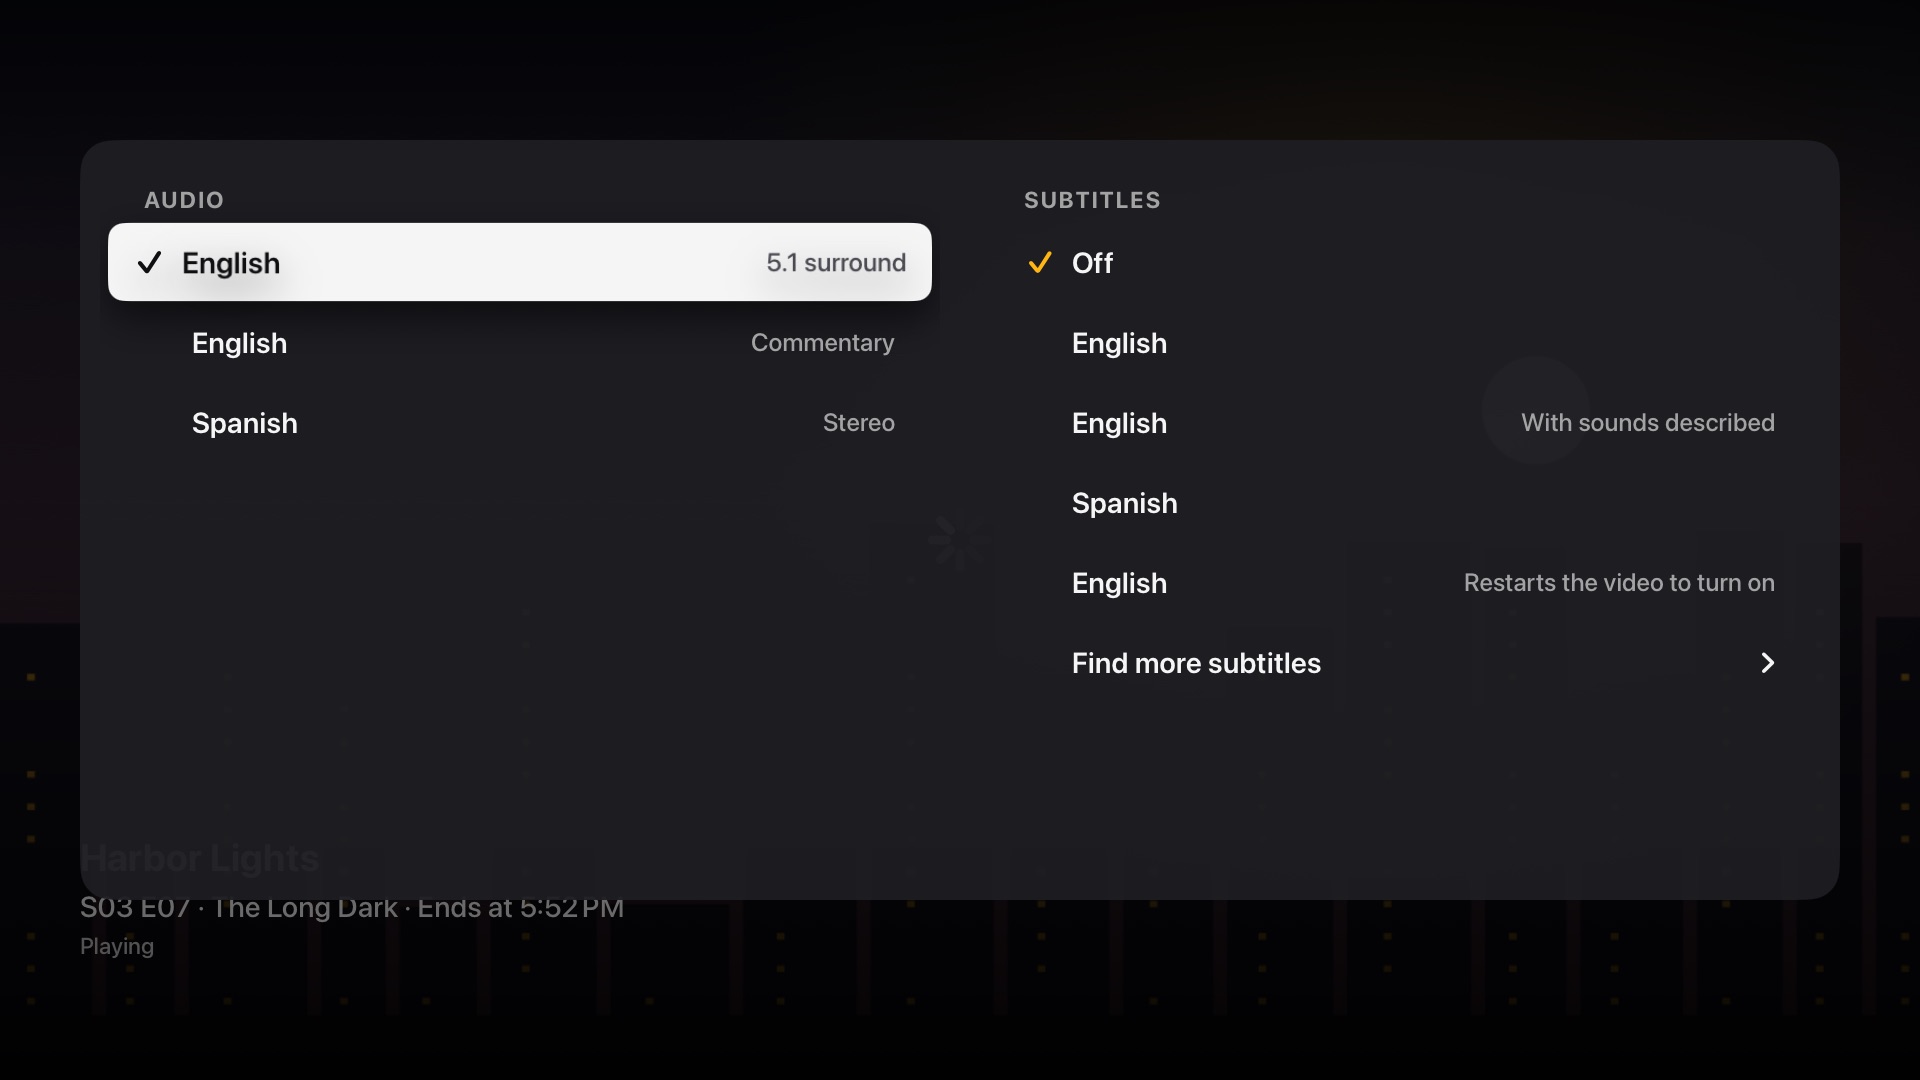 AUDIO
English 5.1 surround
English Commentary
Spanish Stereo
SUBTITLES
Off
English
English With sounds described
Spanish
English Restarts the video to turn on
Find more subtitles
Harbor Lights
S03 E07 · The Long Dark · Ends at 5:52 PM
Playing